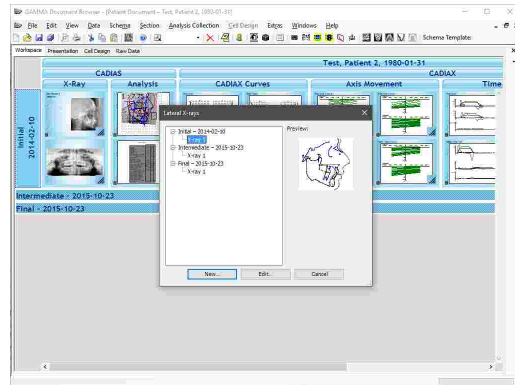 GAMMA Document Browser - [Patient Document - Test, Patient 2, 1980-01-31]
File Edit View Data Schema Section Analysis Collection Cell Design Extras Windows Help
Schema Template:
Workspace Presentation Cell Design Raw Data
Test, Patient 2, 1980-01-31
CADIAS CADIAX
X-Ray Analysis CADIAX Curves Axis Movement Time
Initial
2014-02-10
Lateral X-rays
Initial - 2014-02-10
X-ray 1
Intermediate - 2015-10-23
X-ray 1
Final - 2015-10-23
X-ray 1
Preview:
New... Edit... Cancel
Intermediate - 2015-10-23
Final - 2015-10-23